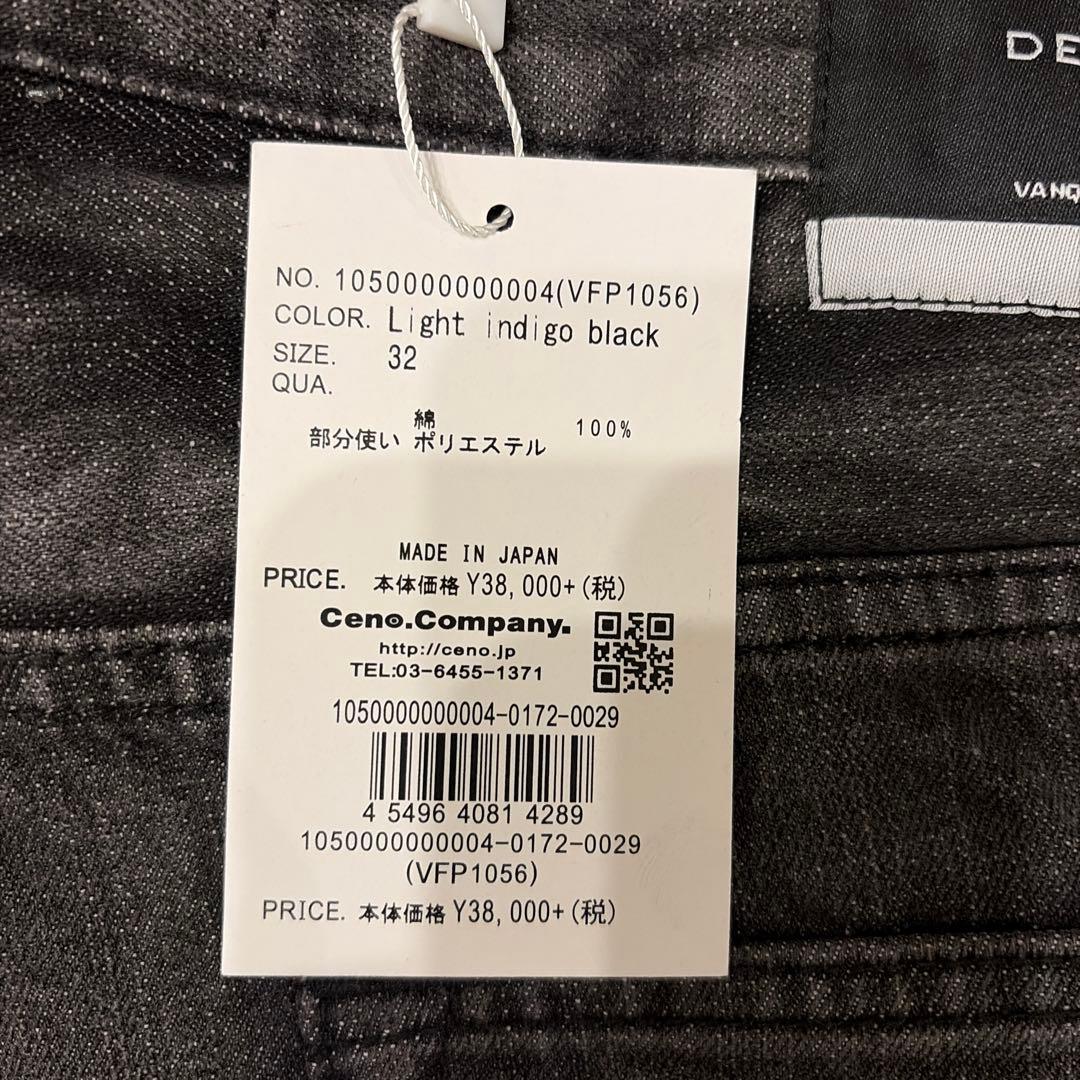 DE
VANQ
NO. 1050000000004(VFP1056)
COLOR. Light indigo black
SIZE. 32
QUA.
綿 100%
部分使い ポリエステル
MADE IN JAPAN
PRICE. 本体価格 Y38,000+(税)
Ceno.Company.
http://ceno.jp
TEL:03-6455-1371
1050000000004-0172-0029
4 5496 4081 4289
1050000000004-0172-0029
(VFP1056)
PRICE. 本体価格 Y38,000+(税)